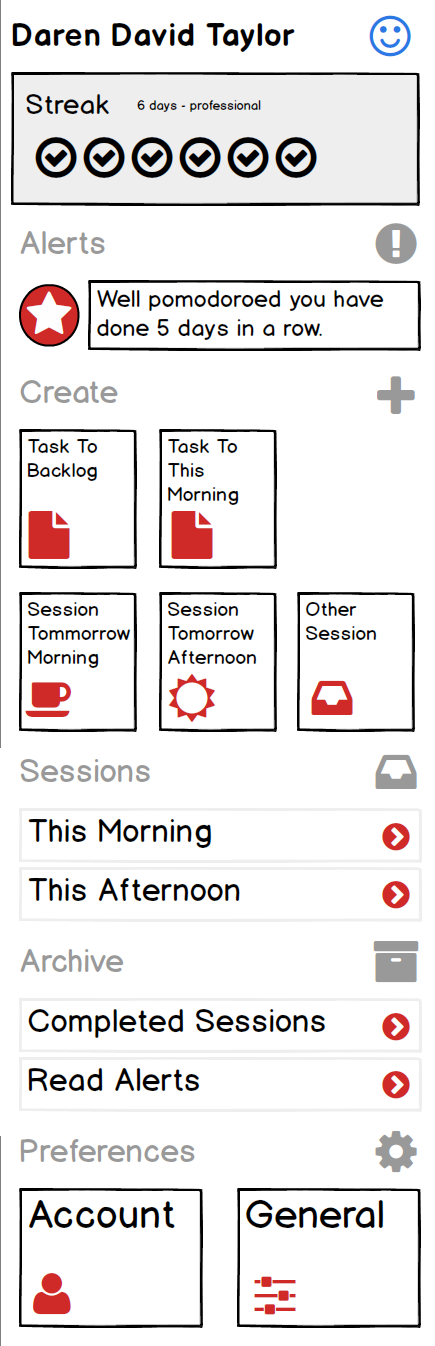 Daren David Taylor
Streak 6 days - professional
Alerts
Well pomodoroed you have
done 5 days in a row.
Create
Task To
Backlog
Task To
This
Morning
Session
Tommorrow
Morning
Session
Tomorrow
Afternoon
Other
Session
Sessions
This Morning
This Afternoon
Archive
Completed Sessions
Read Alerts
Preferences
Account
General